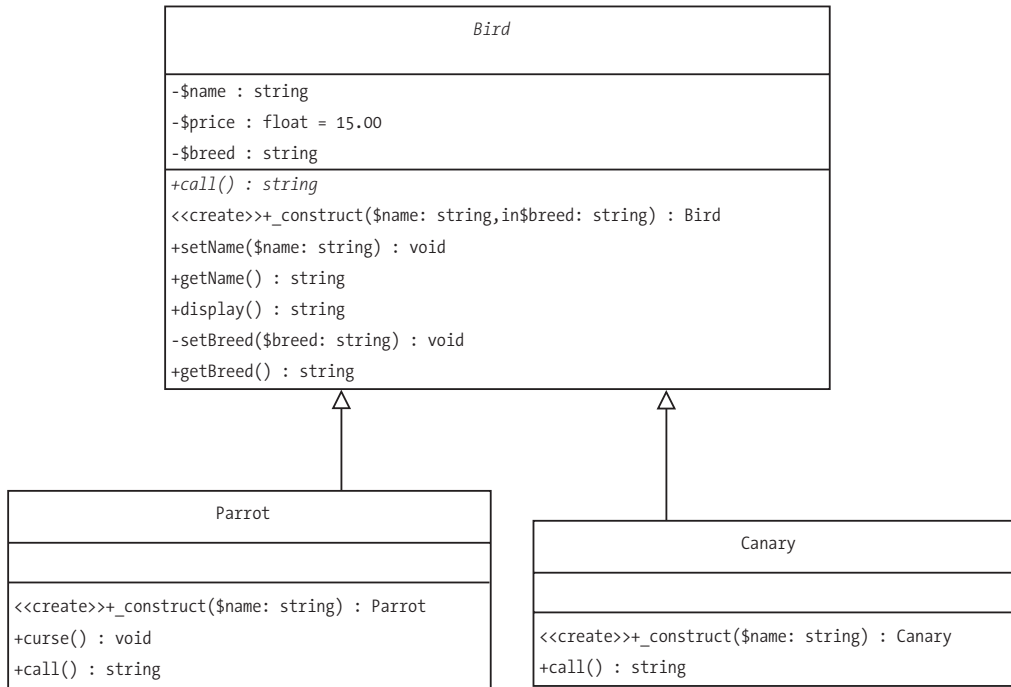 Bird
-$name : string
-$price : float = 15.00
-$breed : string
+call() : string
<<create>>+_construct($name: string,in$breed: string) : Bird
+setName($name: string) : void
+getName() : string
+display() : string
-setBreed($breed: string) : void
+getBreed() : string
Parrot
<<create>>+_construct($name: string) : Parrot
+curse() : void
+call() : string
Canary
<<create>>+_construct($name: string) : Canary
+call() : string